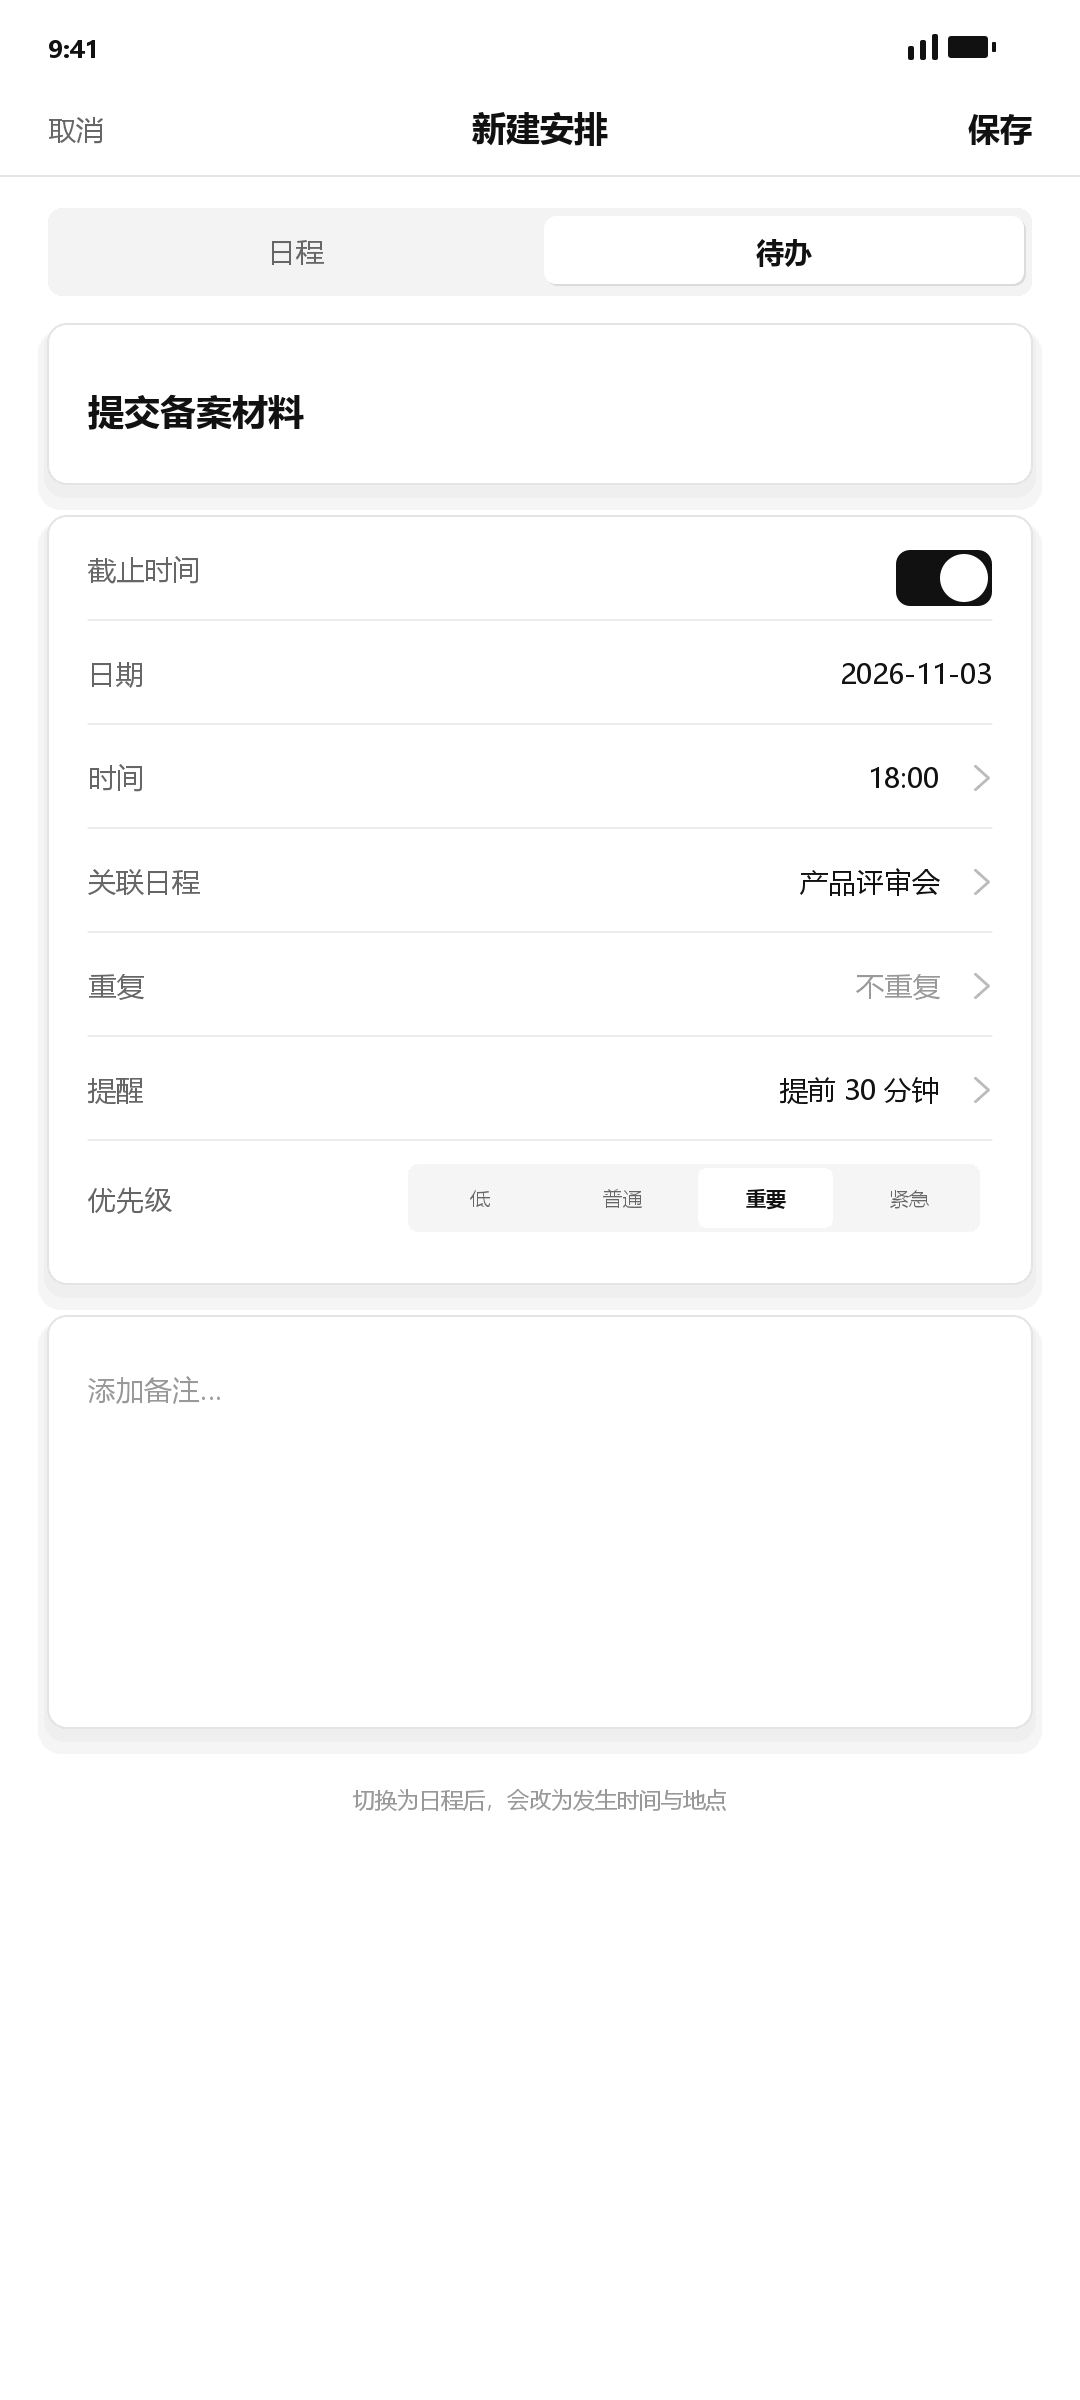 9:41
取消 新建安排 保存
日程 待办
提交备案材料
截止时间
日期 2026-11-03
时间 18:00
关联日程 产品评审会
重复 不重复
提醒 提前 30 分钟
优先级 低 普通 重要 紧急
添加备注...
切换为日程后，会改为发生时间与地点